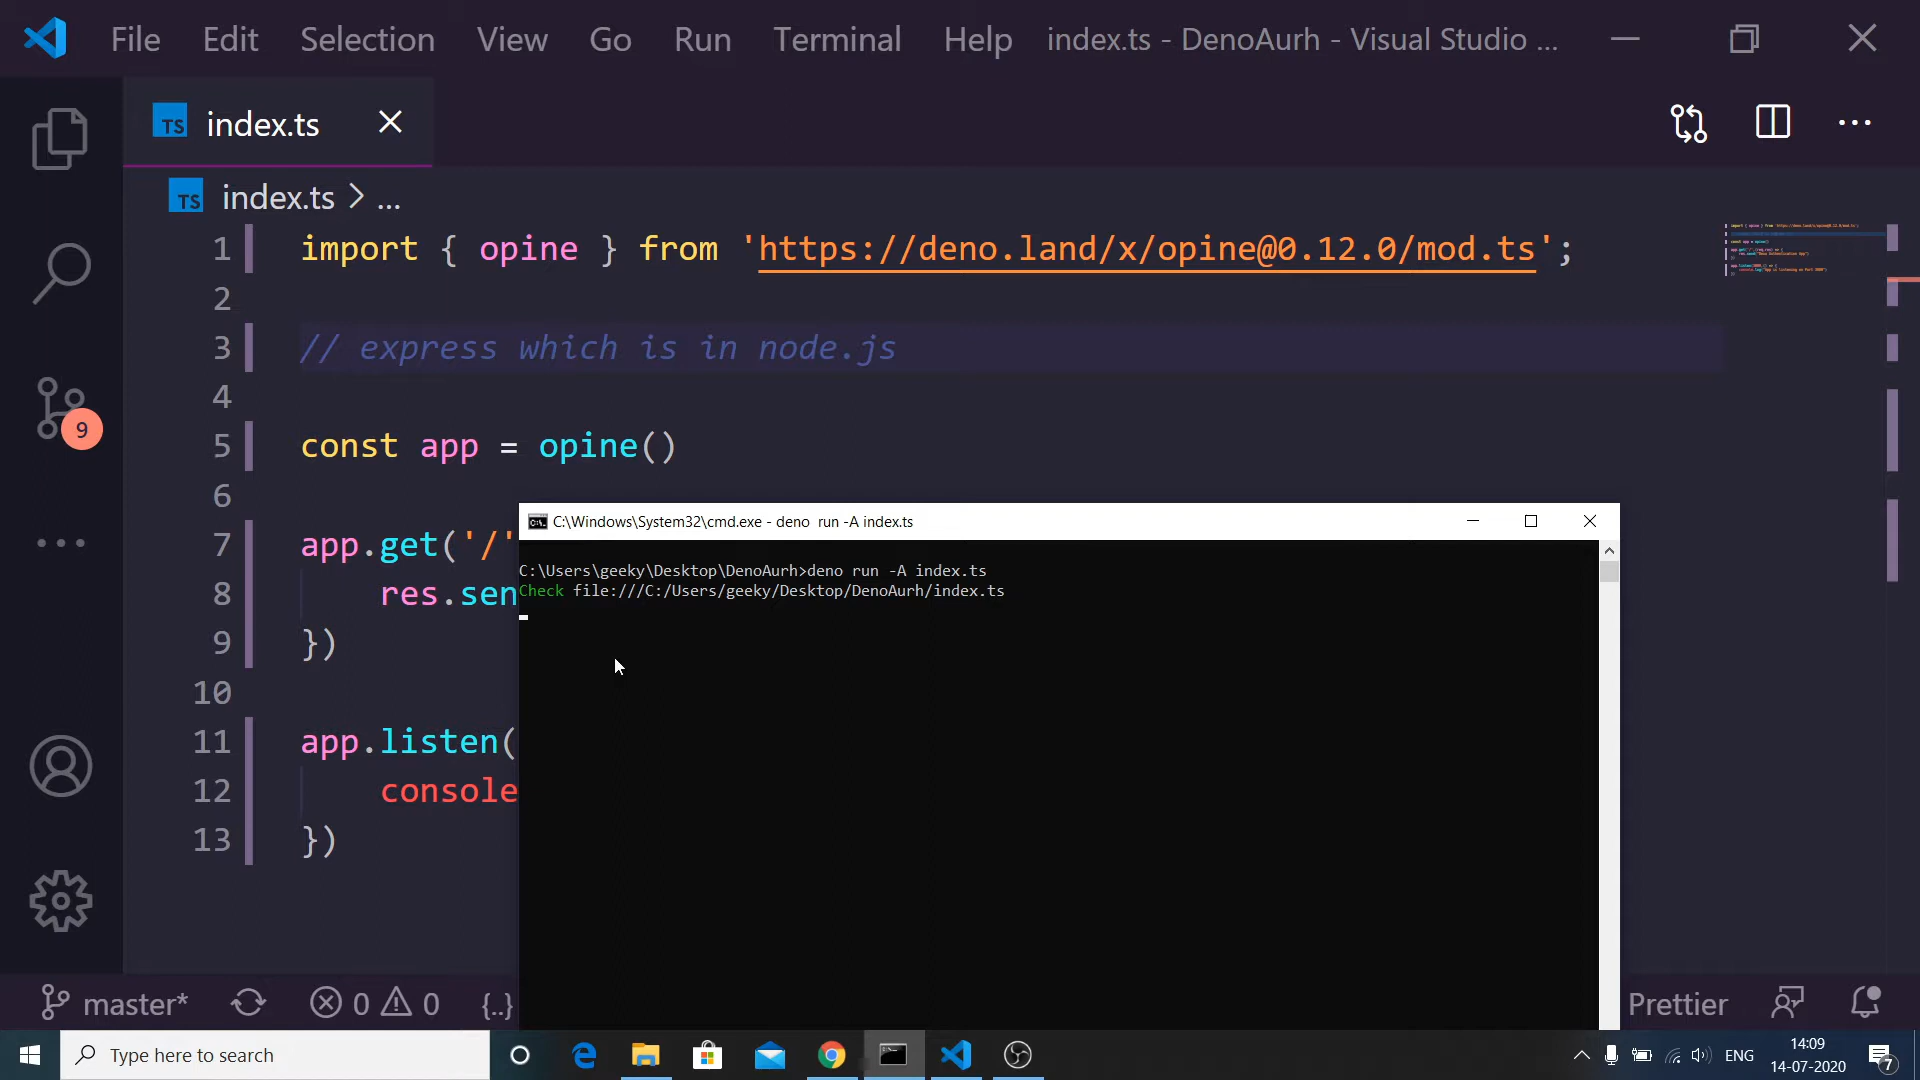 File Edit Selection View Go Run Terminal Help index.ts - DenoAurh - Visual Studio ...
TS index.ts
TS index.ts > ...
1 import { opine } from 'https://deno.land/x/opine@0.12.0/mod.ts';
2
3 // express which is in node.js
4
5 const app = opine()
6
7 app.get('/'
8 res.sen
9 })
10
11 app.listen(
12 console
13 })
9
C:\Windows\System32\cmd.exe - deno run -A index.ts
C:\Users\geeky\Desktop\DenoAurh>deno run -A index.ts
Check file:///C:/Users/geeky/Desktop/DenoAurh/index.ts
master* 0 0 {..} Prettier
Type here to search
ENG
14:09
14-07-2020
7